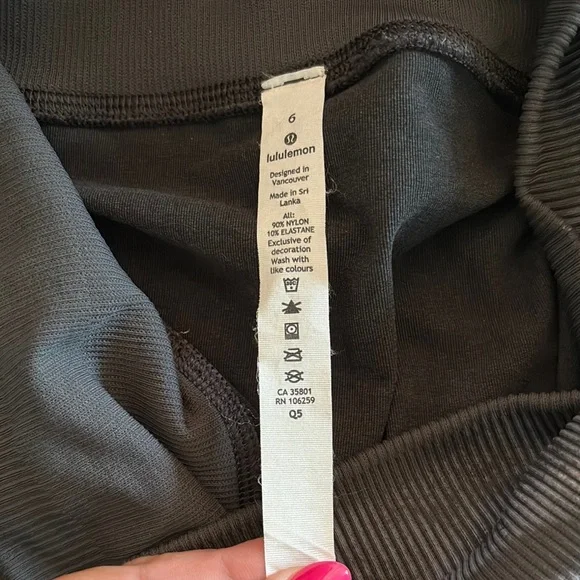 6
lululemon
Designed in
Vancouver
Made in Sri
Lanka
All:
90% NYLON
10% ELASTANE
Exclusive of
decoration
Wash with
like colours
CA 35801
RN 106259
Q5